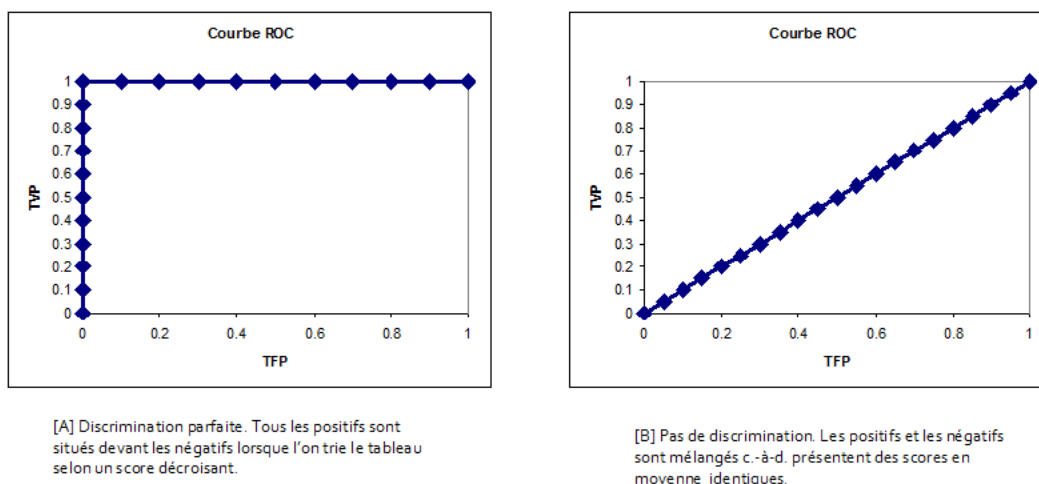 Courbe ROC
1
0.9
0.8
0.7
0.6
0.5
0.4
0.3
0.2
0.1
0
TVP
0 0.2 0.4 0.6 0.8 1
TFP
[A] Discrimination parfaite. Tous les positifs sont
situés devant les négatifs lorsque l'on trie le tableau
selon un score décroisant.
Courbe ROC
1
0.9
0.8
0.7
0.6
0.5
0.4
0.3
0.2
0.1
0
TVP
0 0.2 0.4 0.6 0.8 1
TFP
[B] Pas de discrimination. Les positifs et les négatifs
sont mélangés c.-à-d. présentent des scores en
moyenne identiques.